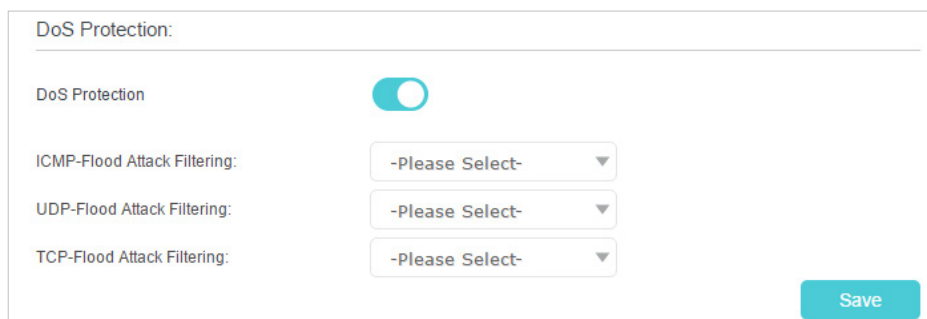 DoS Protection:
DoS Protection
ICMP-Flood Attack Filtering: -Please Select-
UDP-Flood Attack Filtering: -Please Select-
TCP-Flood Attack Filtering: -Please Select-
Save